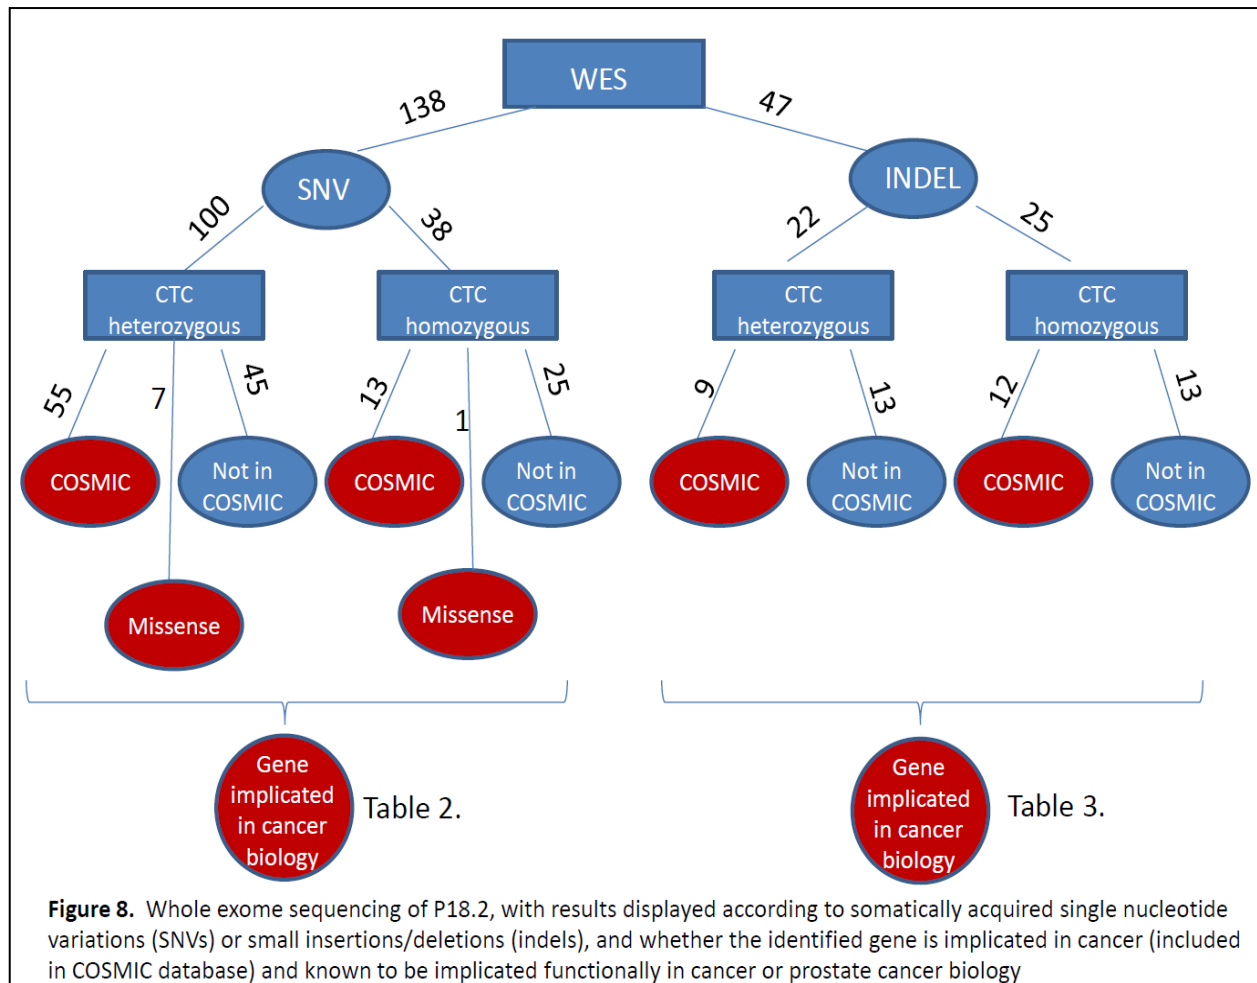 WES
138
47
SNV
INDEL
100
38
22
25
CTC
heterozygous
CTC
homozygous
CTC
heterozygous
CTC
homozygous
55
7
45
13
1
25
9
13
12
13
COSMIC
Not in
COSMIC
COSMIC
Not in
COSMIC
COSMIC
Not in
COSMIC
COSMIC
Not in
COSMIC
Missense
Missense
Gene
implicated
in cancer
biology
Table 2.
Gene
implicated
in cancer
biology
Table 3.
Figure 8. Whole exome sequencing of P18.2, with results displayed according to somatically acquired single nucleotide
variations (SNVs) or small insertions/deletions (indels), and whether the identified gene is implicated in cancer (included
in COSMIC database) and known to be implicated functionally in cancer or prostate cancer biology